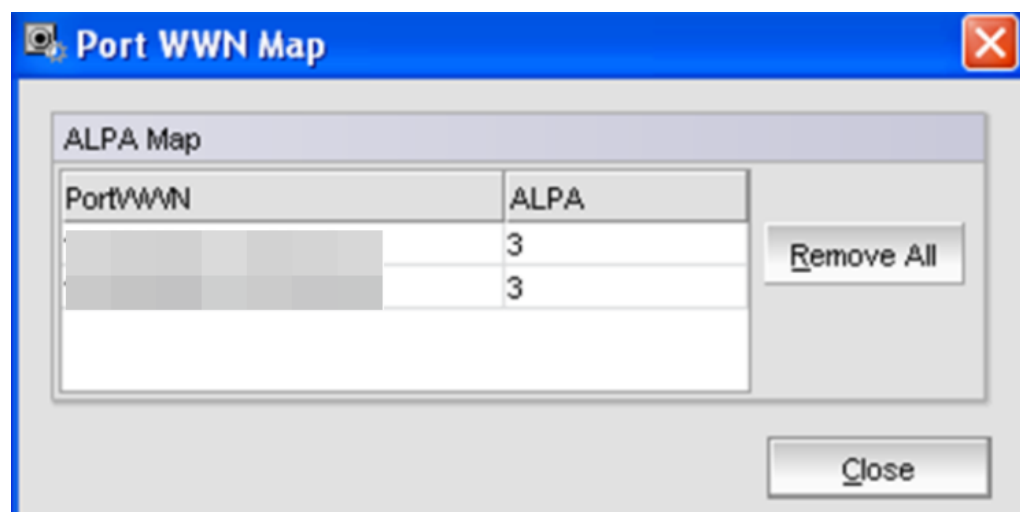 Port WWN Map
ALPA Map
PortWWN ALPA
3
3
Remove All
Close